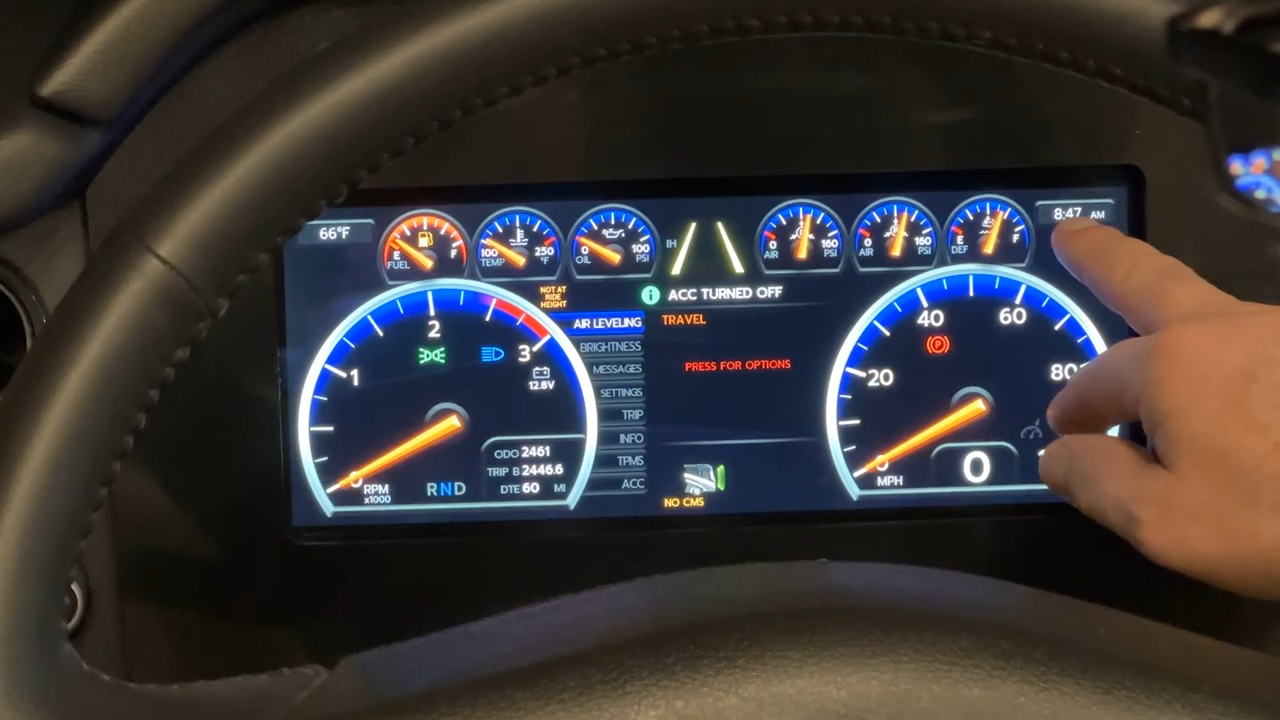 66°F
E F
FUEL
100 250
TEMP °F
0 100
OIL PSI
IH
0 160
AIR PSI
0 160
AIR PSI
E F
DEF
8:47 AM
NOT AT
RIDE
HEIGHT
ACC TURNED OFF
AIR LEVELING
BRIGHTNESS
MESSAGES
SETTINGS
TRIP
INFO
TPMS
ACC
TRAVEL
PRESS FOR OPTIONS
NO CMS
0 1 2 3
12.8V
RPM
x1000
RND
ODO 2461
TRIP B 2446.6
DTE 60 MI
0 20 40 60 80
P
MPH
0